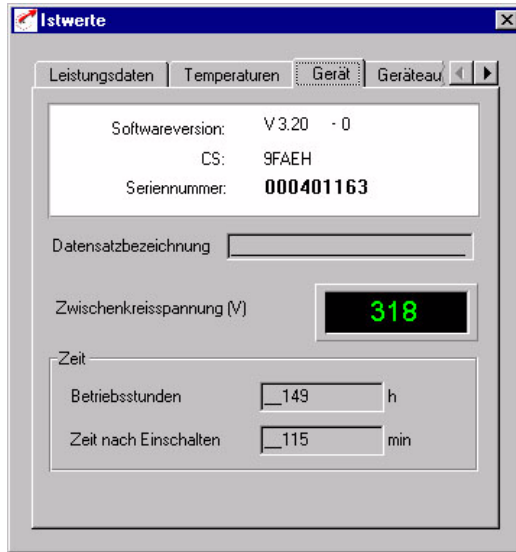 Istwerte
Leistungsdaten Temperaturen Gerät Geräteau
Softwareversion: V 3.20 - 0
CS: 9FAEH
Seriennummer: 000401163
Datensatzbezeichnung
Zwischenkreisspannung (V) 318
Zeit
Betriebsstunden __149 h
Zeit nach Einschalten __115 min